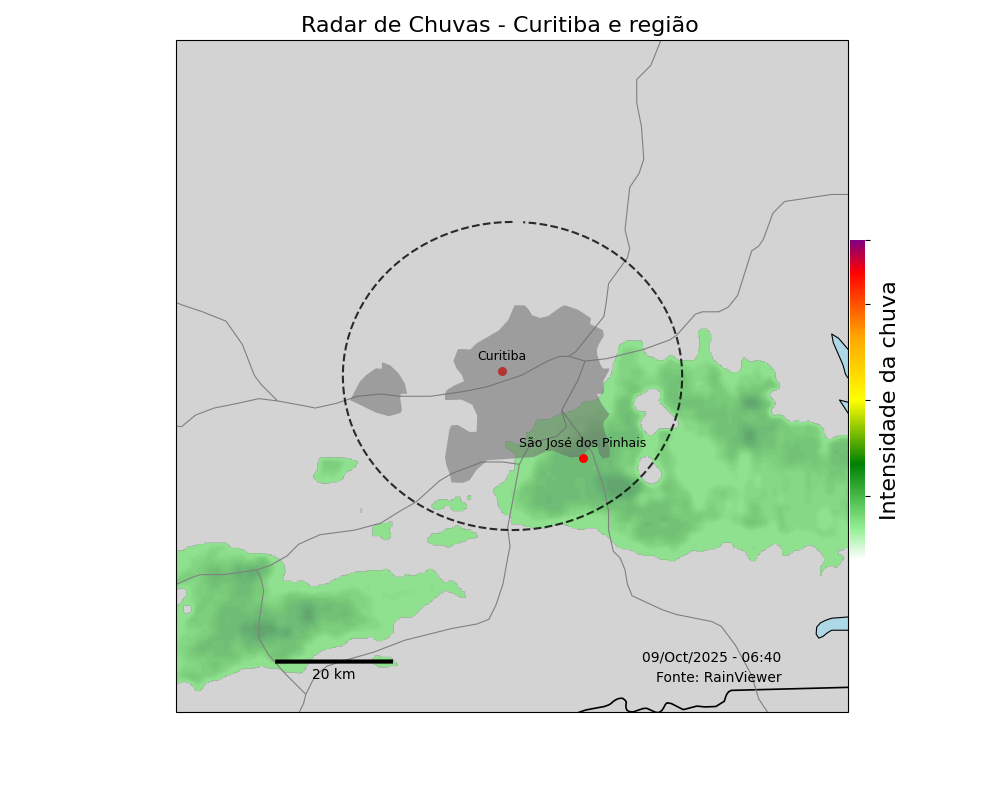 Radar de Chuvas - Curitiba e região
Curitiba
São José dos Pinhais
Intensidade da chuva
09/Oct/2025 - 06:40
Fonte: RainViewer
20 km